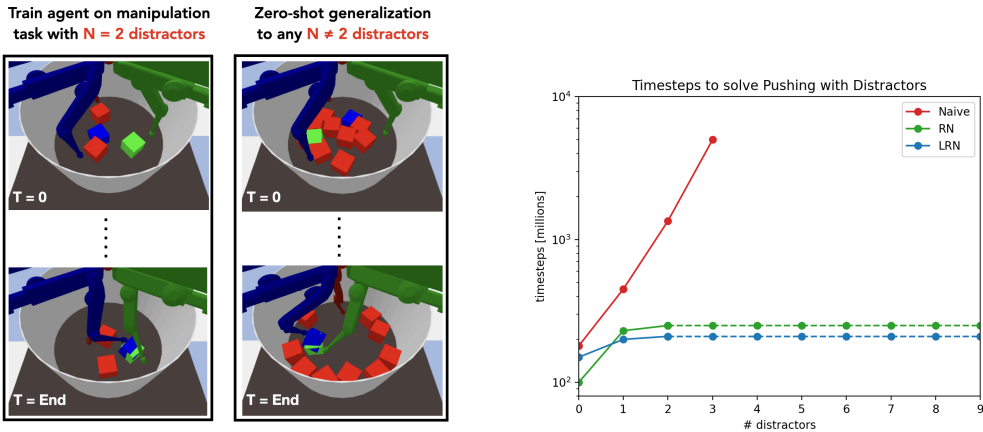 Train agent on manipulation
task with N = 2 distractors
T = 0
T = End
Zero-shot generalization
to any N ≠ 2 distractors
T = 0
T = End
Timesteps to solve Pushing with Distractors
Naive
RN
LRN
timesteps [millions]
10⁴
10³
10²
0 1 2 3 4 5 6 7 8 9
# distractors